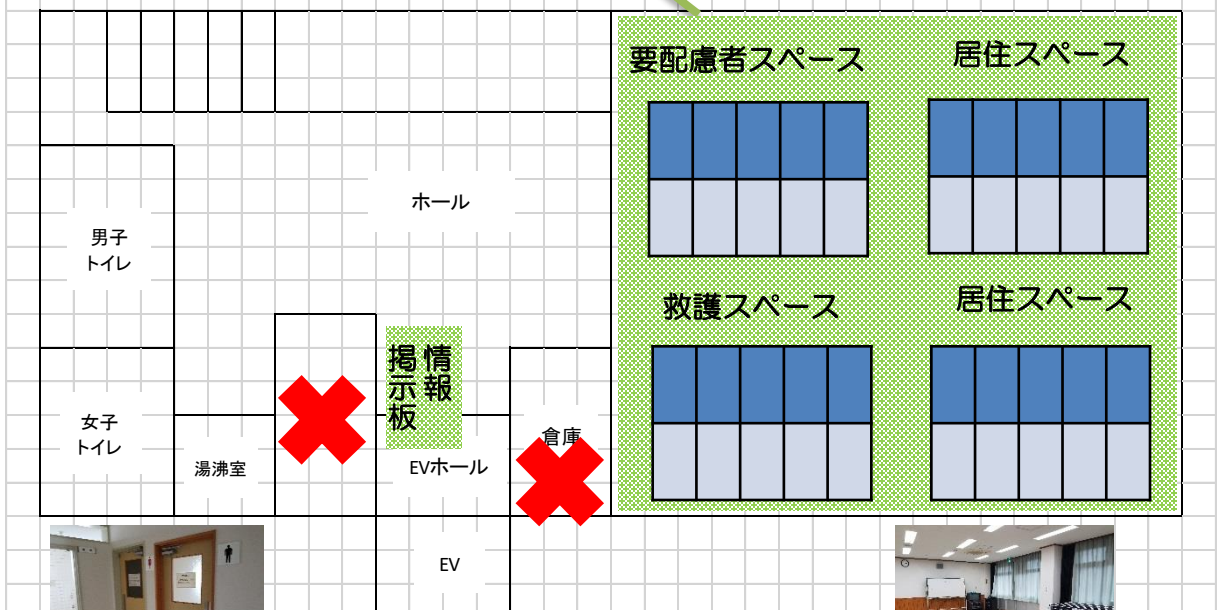 要配慮者スペース
居住スペース
ホール
男子
トイレ
救護スペース
居住スペース
情報
掲示板
女子
トイレ
湯沸室
EVホール
倉庫
EV